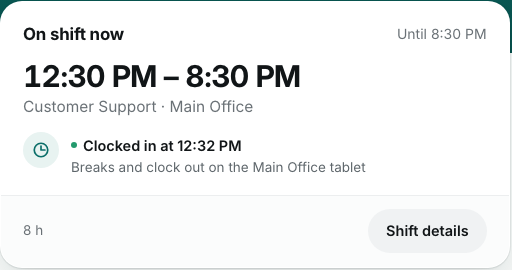 On shift now
Until 8:30 PM
12:30 PM – 8:30 PM
Customer Support · Main Office
Clocked in at 12:32 PM
Breaks and clock out on the Main Office tablet
8 h
Shift details